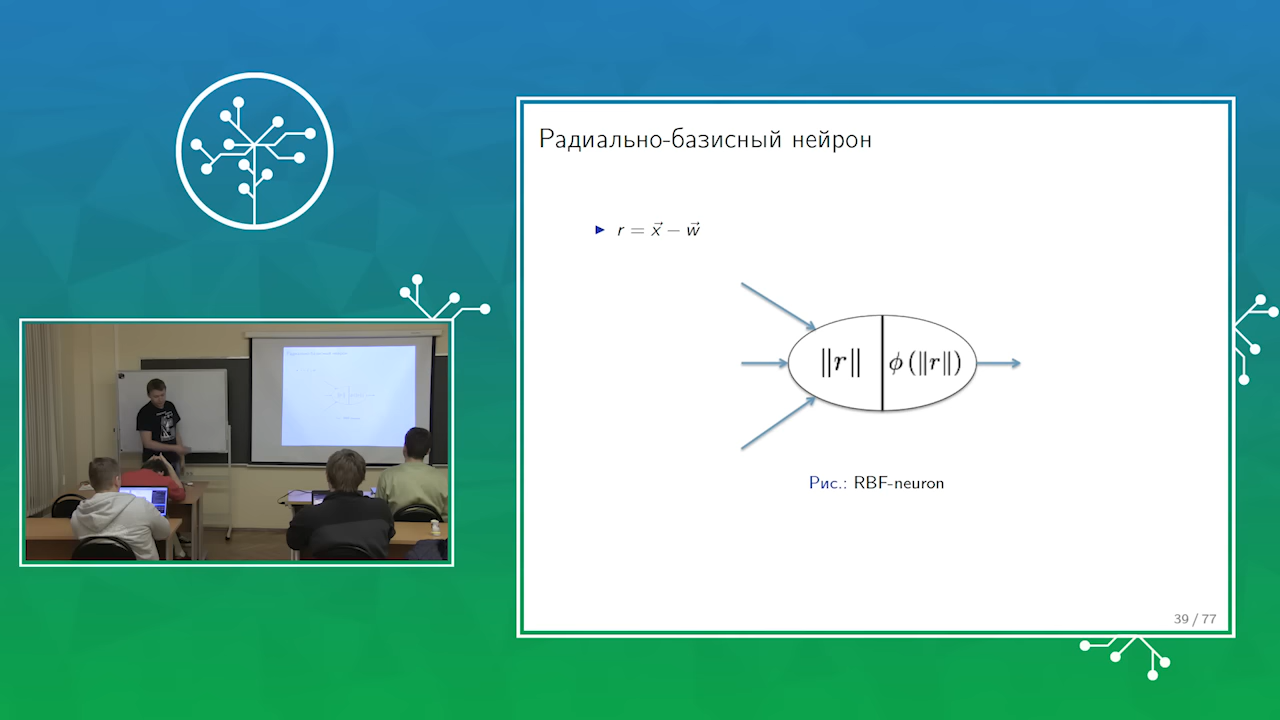 Радиально-базисный нейрон
▶ r = x⃗ − w⃗
‖r‖ ϕ (‖r‖)
Рис.: RBF-neuron
39 / 77